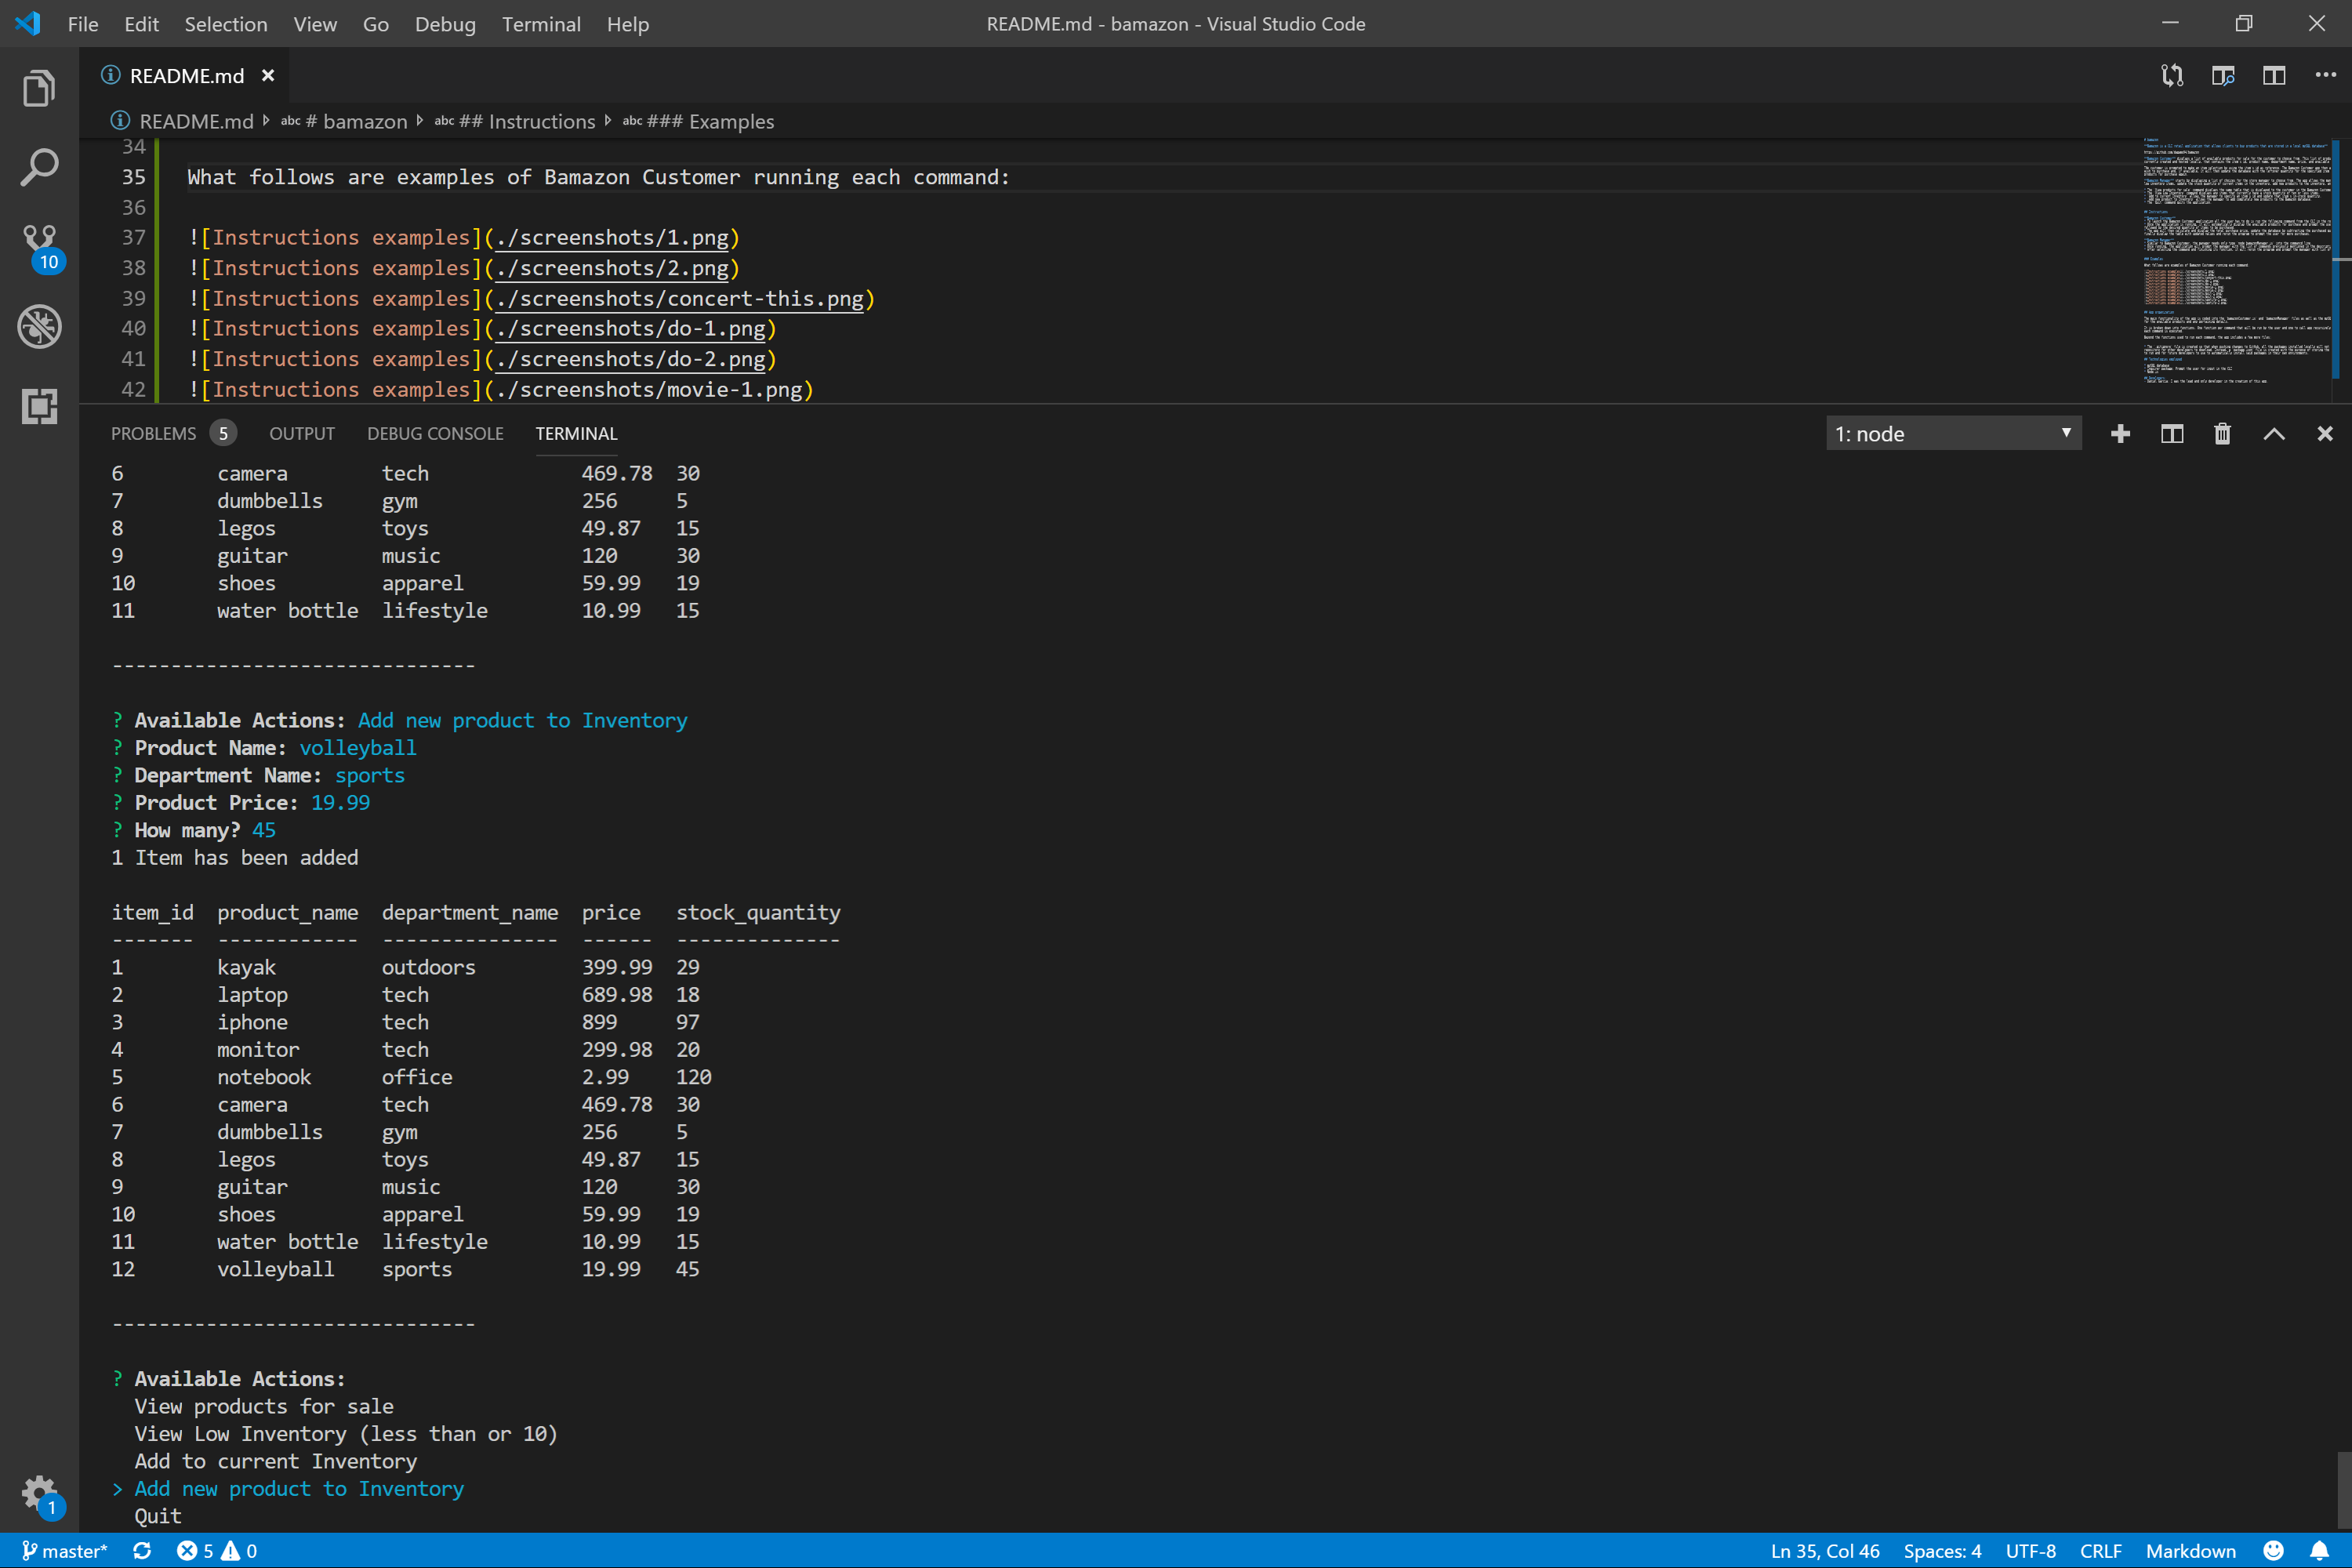 File Edit Selection View Go Debug Terminal Help README.md - bamazon - Visual Studio Code
README.md
README.md abc # bamazon abc ## Instructions abc ### Examples
34
35 What follows are examples of Bamazon Customer running each command:
36
37 ![Instructions examples](./screenshots/1.png)
38 ![Instructions examples](./screenshots/2.png)
39 ![Instructions examples](./screenshots/concert-this.png)
40 ![Instructions examples](./screenshots/do-1.png)
41 ![Instructions examples](./screenshots/do-2.png)
42 ![Instructions examples](./screenshots/movie-1.png)
10
PROBLEMS 5 OUTPUT DEBUG CONSOLE TERMINAL 1: node
6 camera tech 469.78 30
7 dumbbells gym 256 5
8 legos toys 49.87 15
9 guitar music 120 30
10 shoes apparel 59.99 19
11 water bottle lifestyle 10.99 15
-------------------------------
? Available Actions: Add new product to Inventory
? Product Name: volleyball
? Department Name: sports
? Product Price: 19.99
? How many? 45
1 Item has been added
item_id product_name department_name price stock_quantity
------- ------------ --------------- ------ --------------
1 kayak outdoors 399.99 29
2 laptop tech 689.98 18
3 iphone tech 899 97
4 monitor tech 299.98 20
5 notebook office 2.99 120
6 camera tech 469.78 30
7 dumbbells gym 256 5
8 legos toys 49.87 15
9 guitar music 120 30
10 shoes apparel 59.99 19
11 water bottle lifestyle 10.99 15
12 volleyball sports 19.99 45
-------------------------------
? Available Actions:
View products for sale
View Low Inventory (less than or 10)
Add to current Inventory
> Add new product to Inventory
Quit
1
master* 5 0 Ln 35, Col 46 Spaces: 4 UTF-8 CRLF Markdown